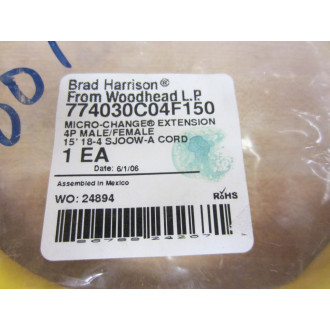 Brad Harrison®
From Woodhead L.P.
774030C04F150
MICRO-CHANGE® EXTENSION
4P MALE/FEMALE
15' 18-4 SJOOW-A CORD
1 EA
Date: 6/1/06
Assembled in Mexico
RoHS
WO: 24894